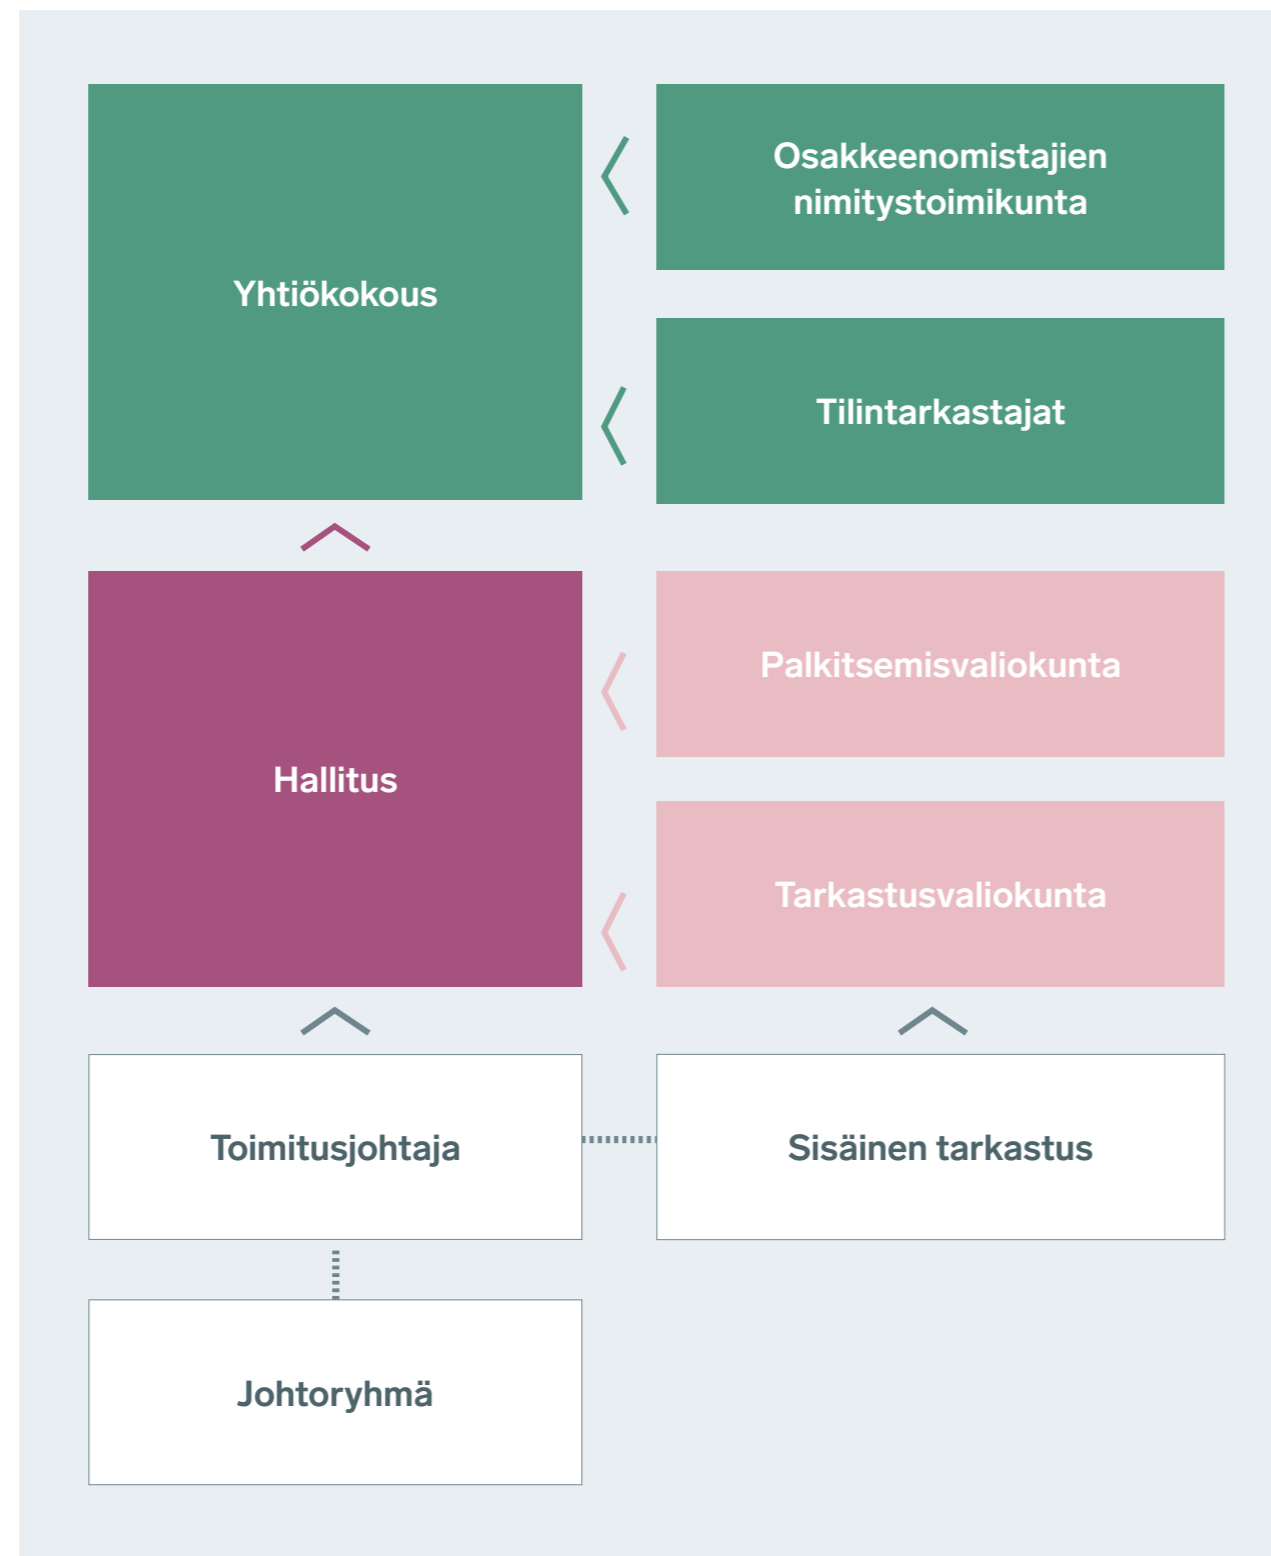 Yhtiökokous
Osakkeenomistajien
nimitystoimikunta
Tilintarkastajat
Hallitus
Palkitsemisvaliokunta
Tarkastusvaliokunta
Toimitusjohtaja
Sisäinen tarkastus
Johtoryhmä